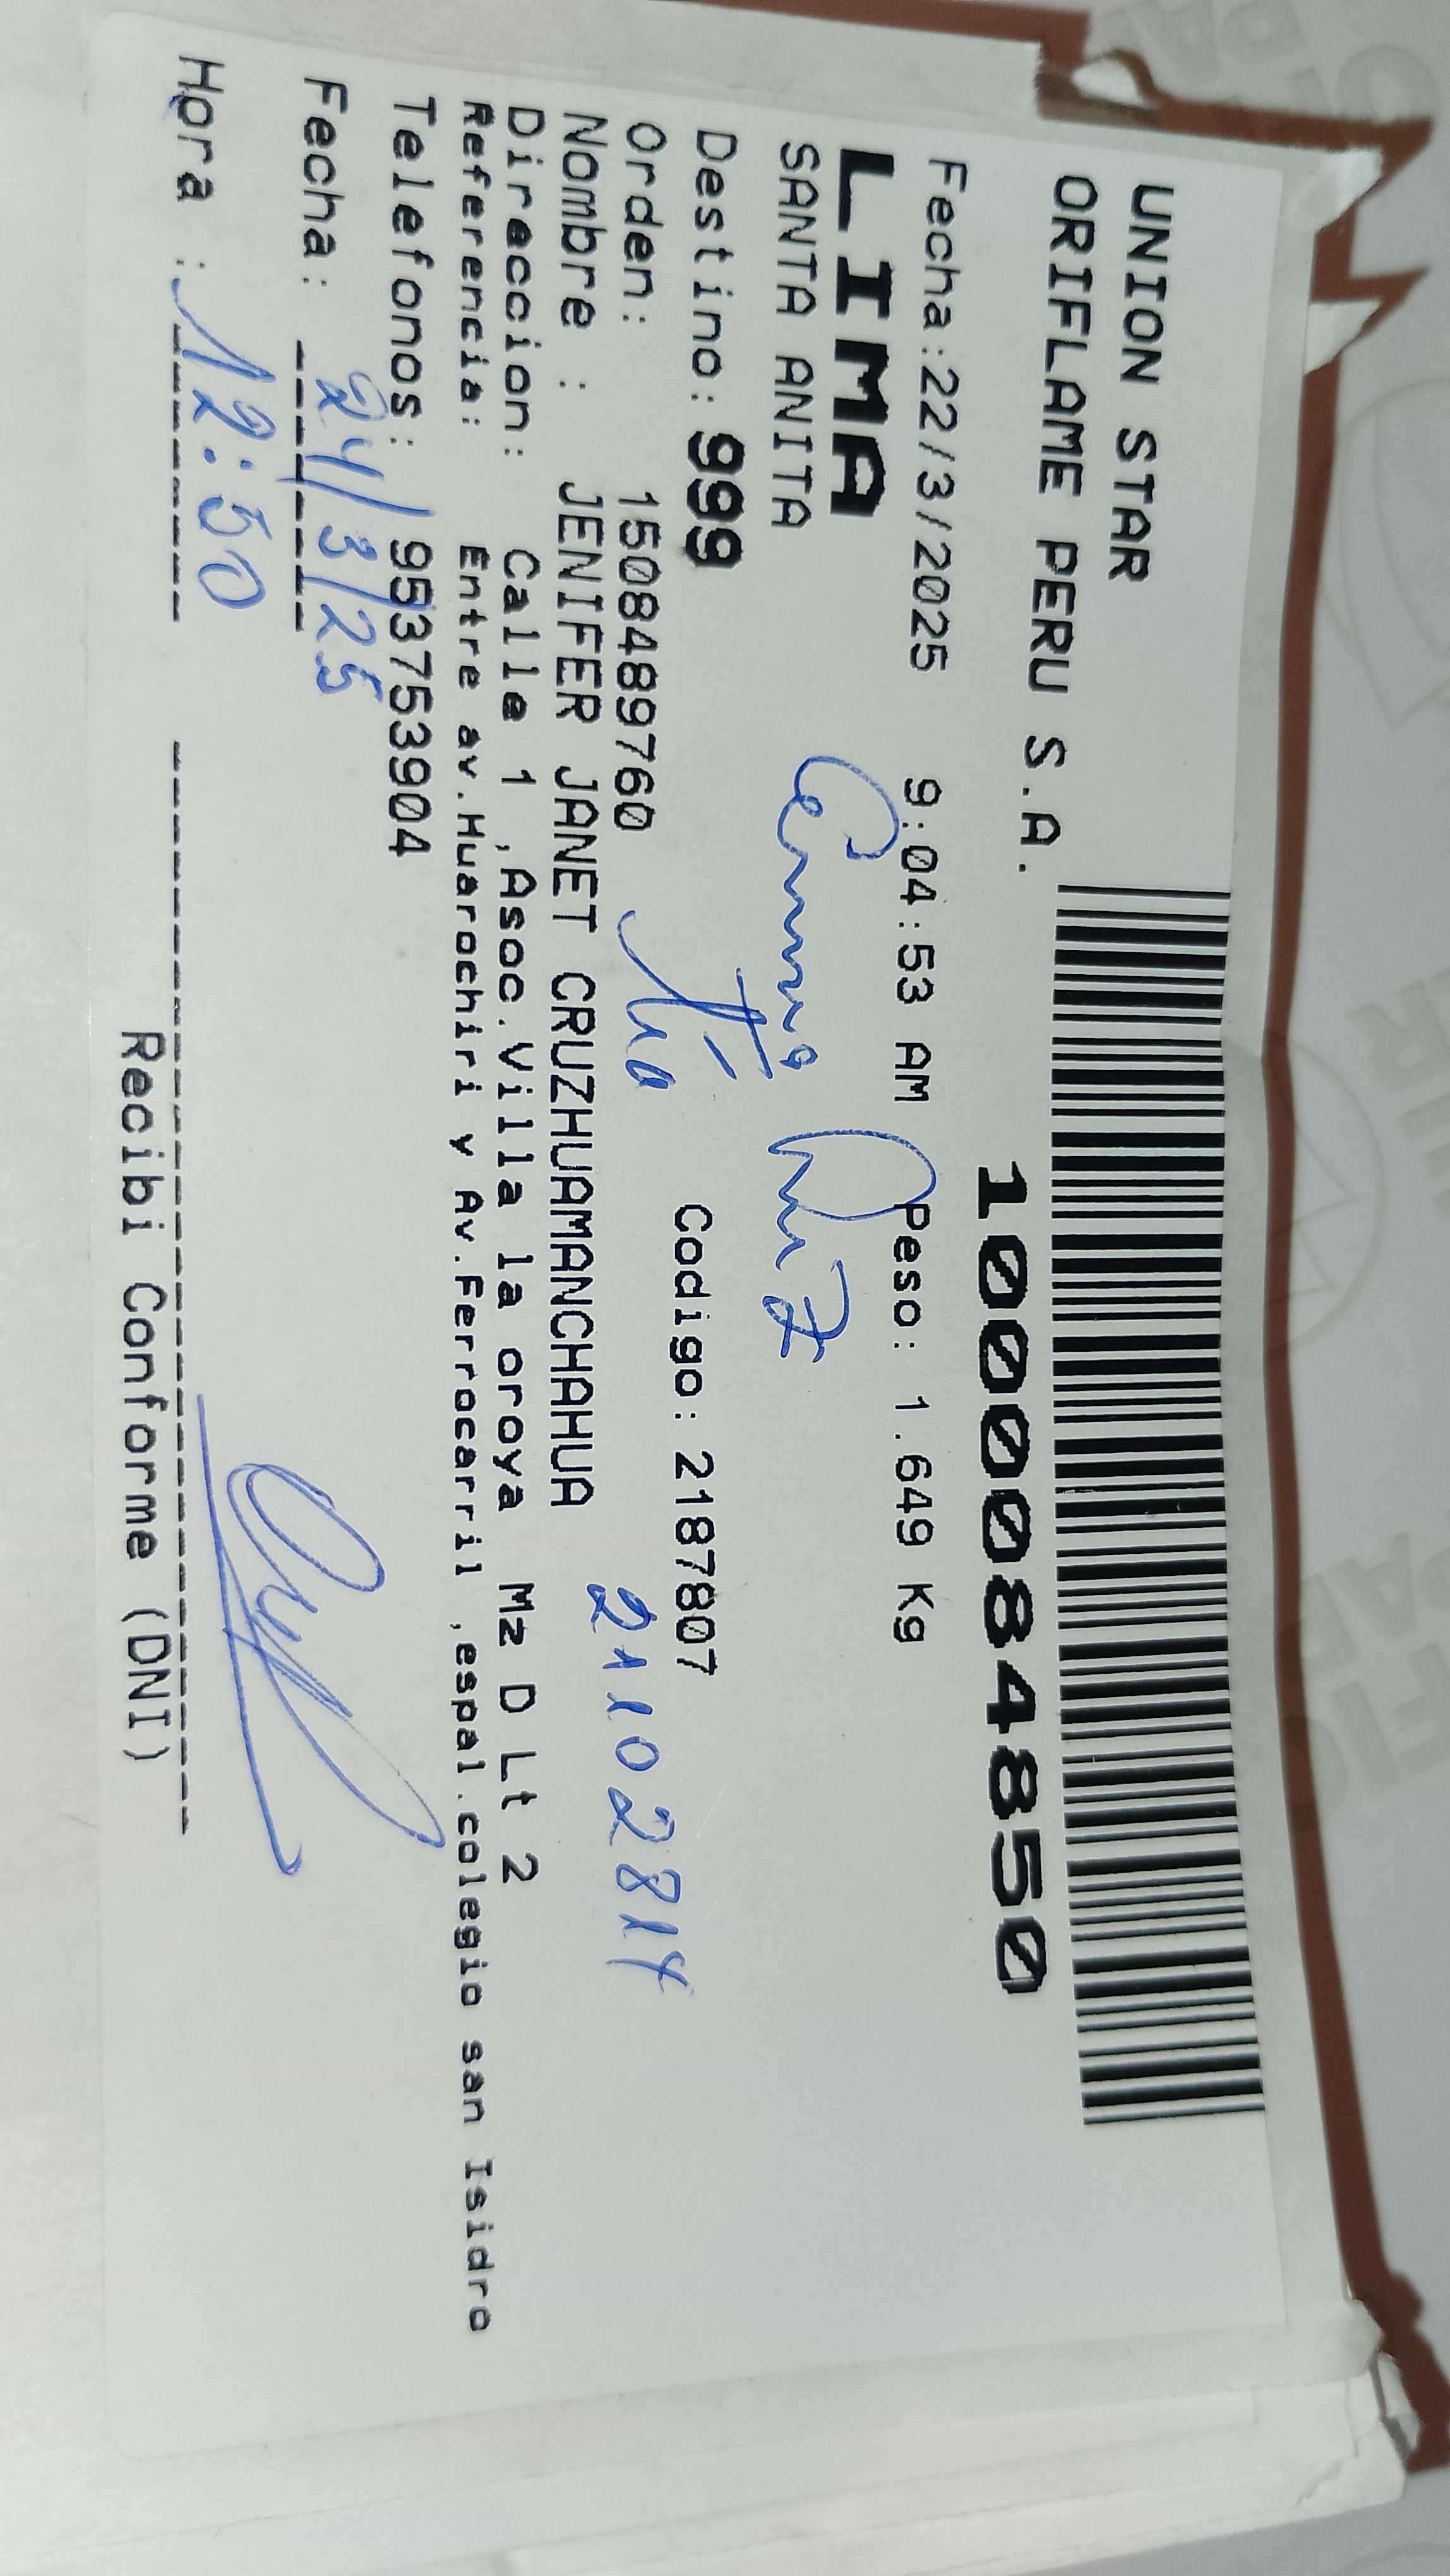 UNION STAR
ORIFLAME PERU S.A.
1000084850
Fecha:22/3/2025 9:04:53 AM Peso: 1.649 Kg
LIMA
SANTA ANITA
Destino: 999 Codigo: 2187807
Orden: 1508489760 tía 21102814
Nombre : JENIFER JANET CRUZHUAMANCHAHUA
Direccion: Calle 1 ,Asoc.Villa la oroya Mz D Lt 2
Referencia: Entre av.Huarochiri y Av.Ferrocarril ,espal.colegio san Isidro
Telefonos: 953753904
Fecha: 24/3/25
Hora : 12:50
Recibi Conforme (DNI)